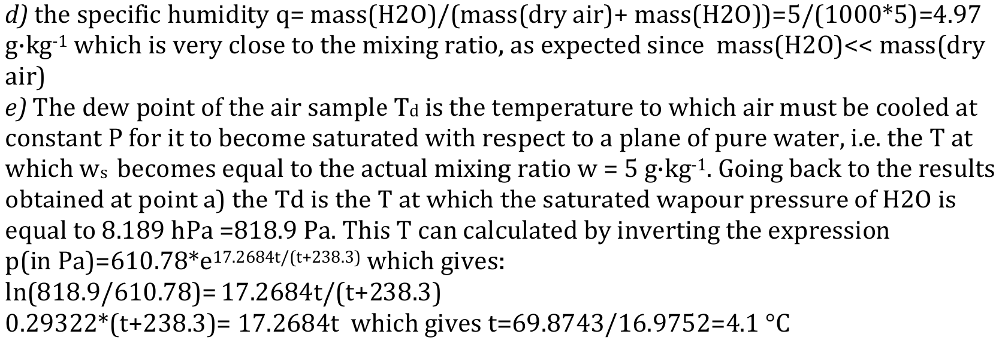 d) the specific humidity q= mass(H2O)/(mass(dry air)+ mass(H2O))=5/(1000*5)=4.97
g·kg-1 which is very close to the mixing ratio, as expected since  mass(H2O)<< mass(dry
air)
e) The dew point of the air sample Td is the temperature to which air must be cooled at
constant P for it to become saturated with respect to a plane of pure water, i.e. the T at
which ws becomes equal to the actual mixing ratio w = 5 g·kg-1. Going back to the results
obtained at point a) the Td is the T at which the saturated wapour pressure of H2O is
equal to 8.189 hPa =818.9 Pa. This T can calculated by inverting the expression
p(in Pa)=610.78*e17.2684t/(t+238.3) which gives:
ln(818.9/610.78)= 17.2684t/(t+238.3)
0.29322*(t+238.3)= 17.2684t  which gives t=69.8743/16.9752=4.1 °C